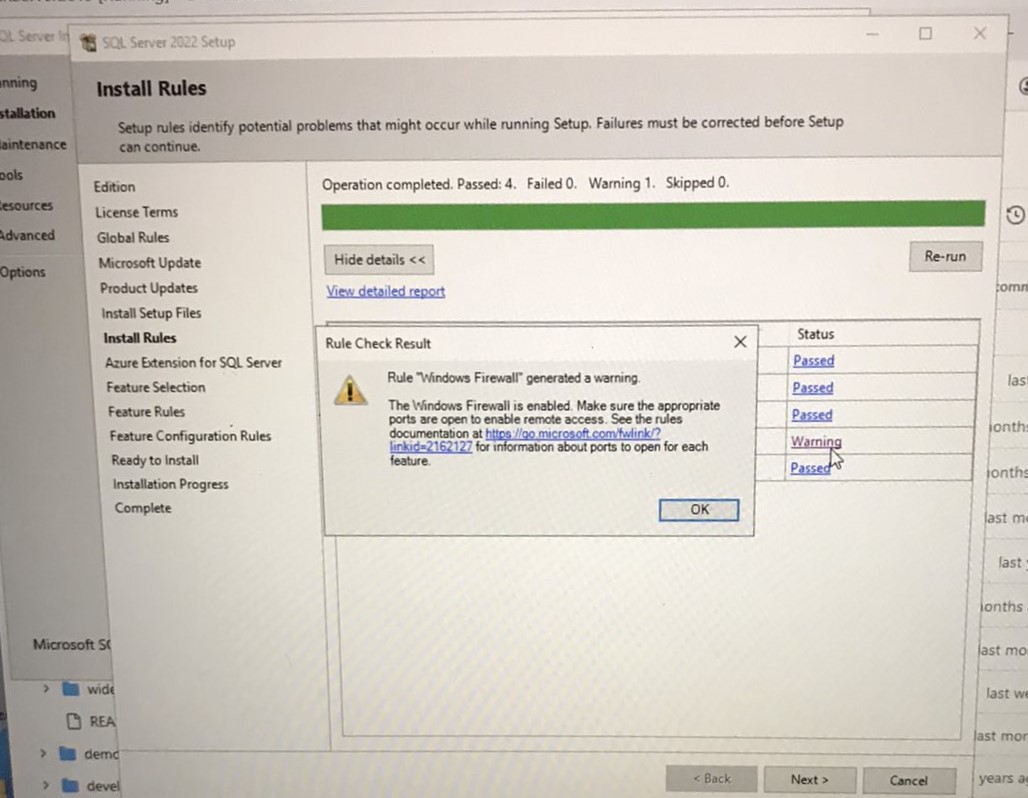 SQL Server 2022 Setup
Install Rules
Setup rules identify potential problems that might occur while running Setup. Failures must be corrected before Setup
can continue.
Edition
License Terms
Global Rules
Microsoft Update
Product Updates
Install Setup Files
Install Rules
Azure Extension for SQL Server
Feature Selection
Feature Rules
Feature Configuration Rules
Ready to Install
Installation Progress
Complete
Operation completed. Passed: 4. Failed 0. Warning 1. Skipped 0.
Hide details <<
Re-run
View detailed report
Status
Passed
Passed
Passed
Warning
Passed
Rule Check Result
Rule "Windows Firewall" generated a warning.
The Windows Firewall is enabled. Make sure the appropriate
ports are open to enable remote access. See the rules
documentation at https://go.microsoft.com/fwlink/?
linkid=2162127 for information about ports to open for each
feature.
OK
< Back
Next >
Cancel
QL Server In
nning
stallation
aintenance
ools
esources
Advanced
Options
Microsoft SQ
wide
REA
demo
devel
comm
last
onths
onths
last mo
last
onths
last mo
last we
last mon
years a